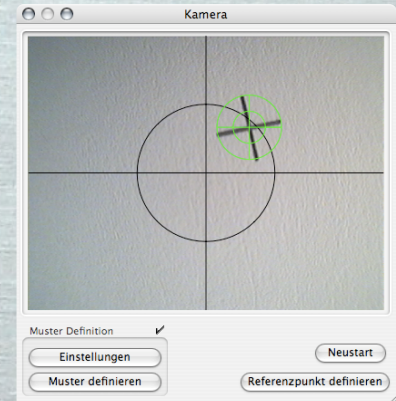 Kamera
Muster Definition
Einstellungen
Neustart
Muster definieren
Referenzpunkt definieren